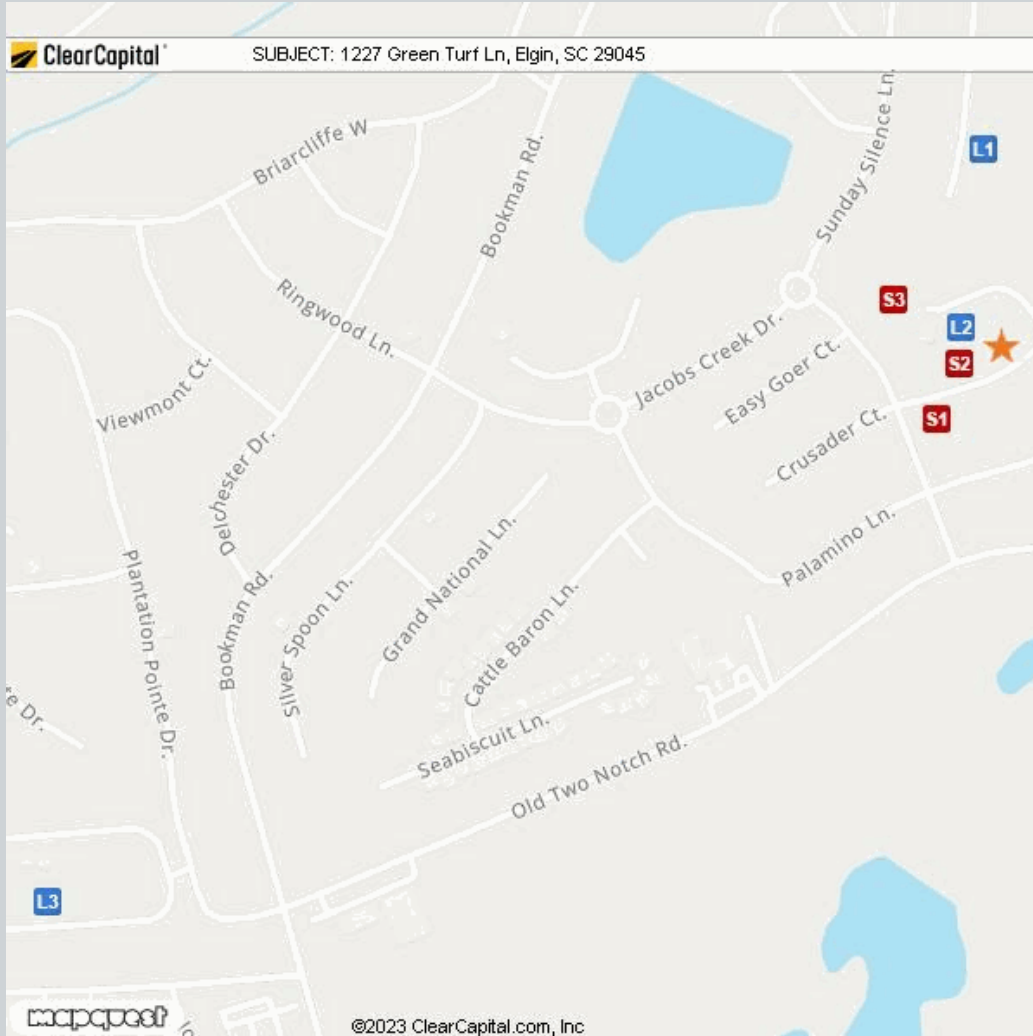 ClearCapital
SUBJECT: 1227 Green Turf Ln, Elgin, SC 29045
Briarcliffe W
Bookman Rd.
Sunday Silence Ln.
L1
Ringwood Ln.
S3
L2
S2
Jacobs Creek Dr.
Easy Goer Ct.
Viewmont Ct.
S1
Crusader Ct.
Delchester Dr.
Grand National Ln.
Palamino Ln.
Plantation Pointe Dr.
Bookman Rd.
Silver Spoon Ln.
Cattle Baron Ln.
re Dr.
Seabiscuit Ln.
Old Two Notch Rd.
L3
mapquest
©2023 ClearCapital.com, Inc